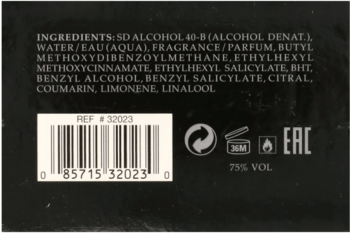 INGREDIENTS: SD ALCOHOL 40-B (ALCOHOL DENAT.),
WATER/EAU (AQUA), FRAGRANCE/PARFUM, BUTYL
METHOXYDIBENZOYLMETHANE, ETHYLHEXYL
METHOXYCINNAMATE, ETHYLHEXYL SALICYLATE, BHT,
BENZYL ALCOHOL, BENZYL SALICYLATE, CITRAL,
COUMARIN, LIMONENE, LINALOOL
REF # 32023
36M
EAC
75% VOL
0 85715 32023 0